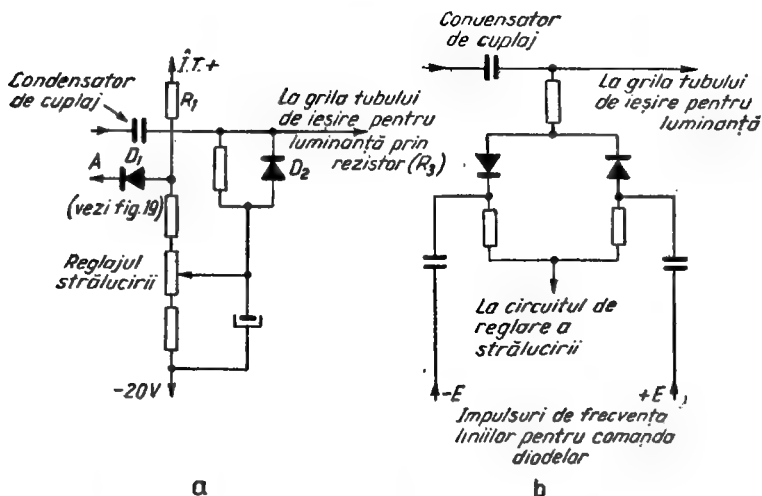 Î.T.+
Condensator
de cuplaj
R₁
A
D₁
(vezi fig. 19)
La grila tubului
de ieșire pentru
luminanță prin
rezistor (R₃)
D₂
Reglajul
strălucirii
-20V
a
Conuensator
de cuplaj
La grila tubului
de ieșire pentru
luminanță
La circuitul de
reglare a
strălucirii
-E
+E
Impulsuri de frecvența
liniilor pentru comanda
diodelor
b